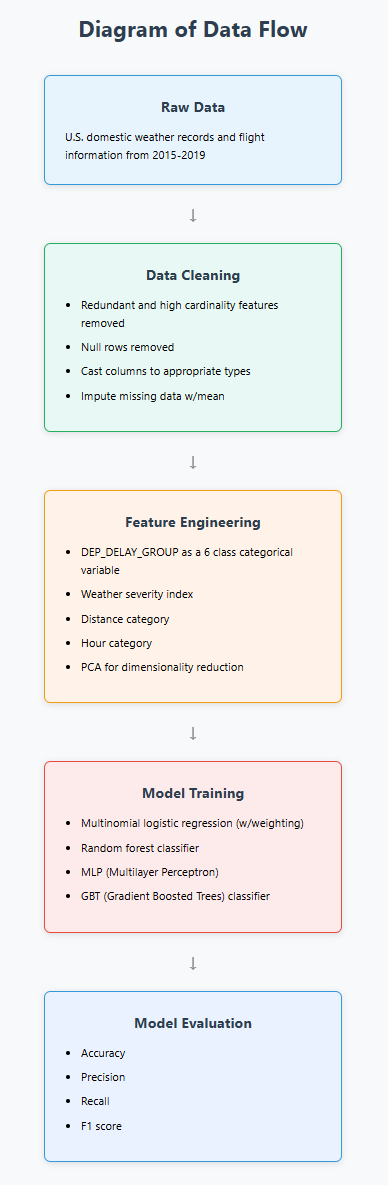 Diagram of Data Flow
Raw Data
U.S. domestic weather records and flight
information from 2015-2019
↓
Data Cleaning
• Redundant and high cardinality features
removed
• Null rows removed
• Cast columns to appropriate types
• Impute missing data w/mean
↓
Feature Engineering
• DEP_DELAY_GROUP as a 6 class categorical
variable
• Weather severity index
• Distance category
• Hour category
• PCA for dimensionality reduction
↓
Model Training
• Multinomial logistic regression (w/weighting)
• Random forest classifier
• MLP (Multilayer Perceptron)
• GBT (Gradient Boosted Trees) classifier
↓
Model Evaluation
• Accuracy
• Precision
• Recall
• F1 score